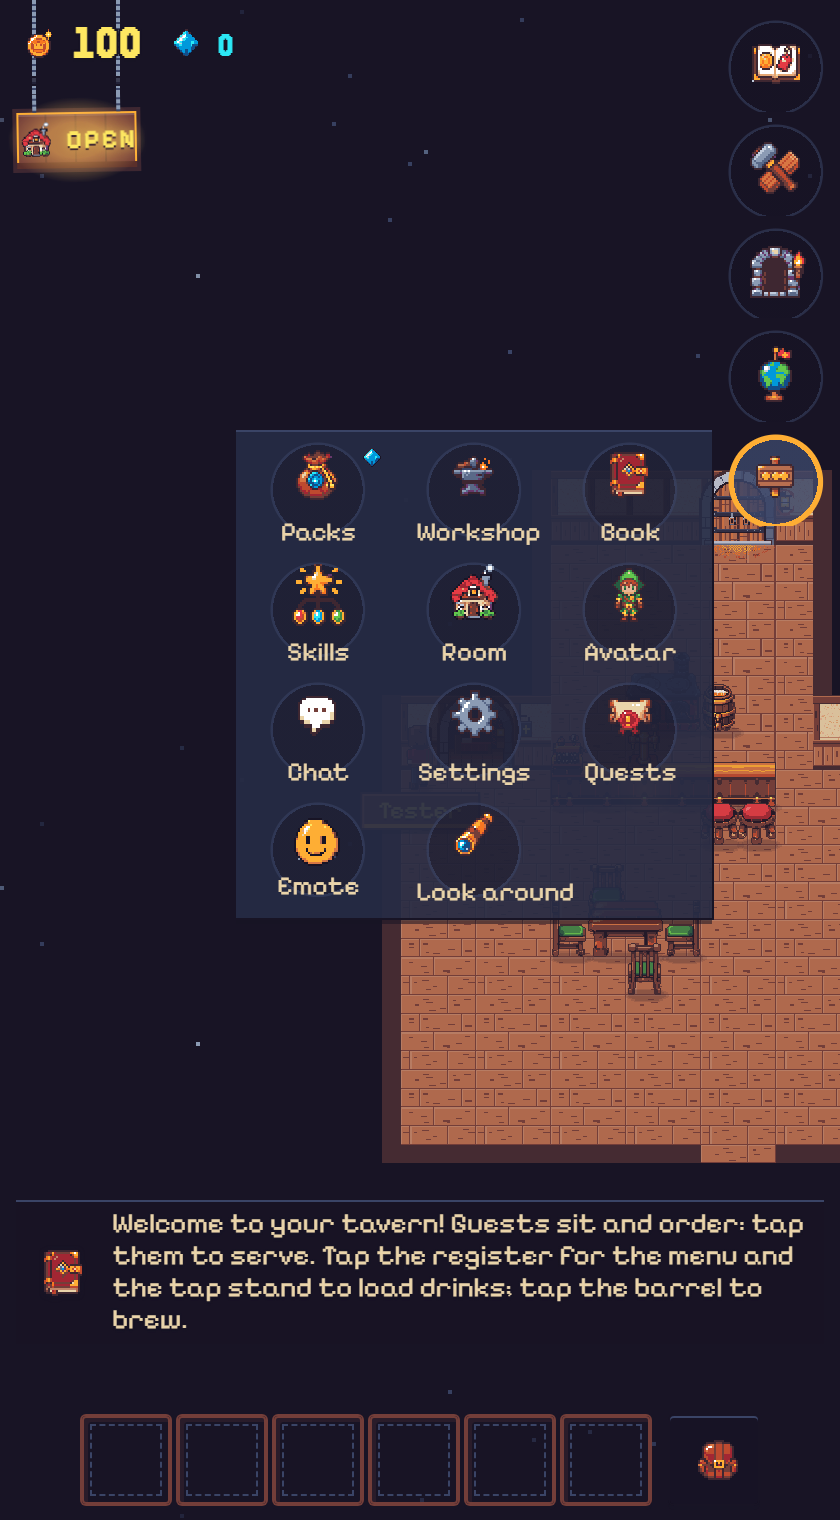 100
0
OPEN
Packs
Workshop
Book
Skills
Room
Avatar
Chat
Settings
Quests
Tester
Emote
Look around
Welcome to your tavern! Guests sit and order: tap
them to serve. Tap the register for the menu and
the tap stand to load drinks; tap the barrel to
brew.